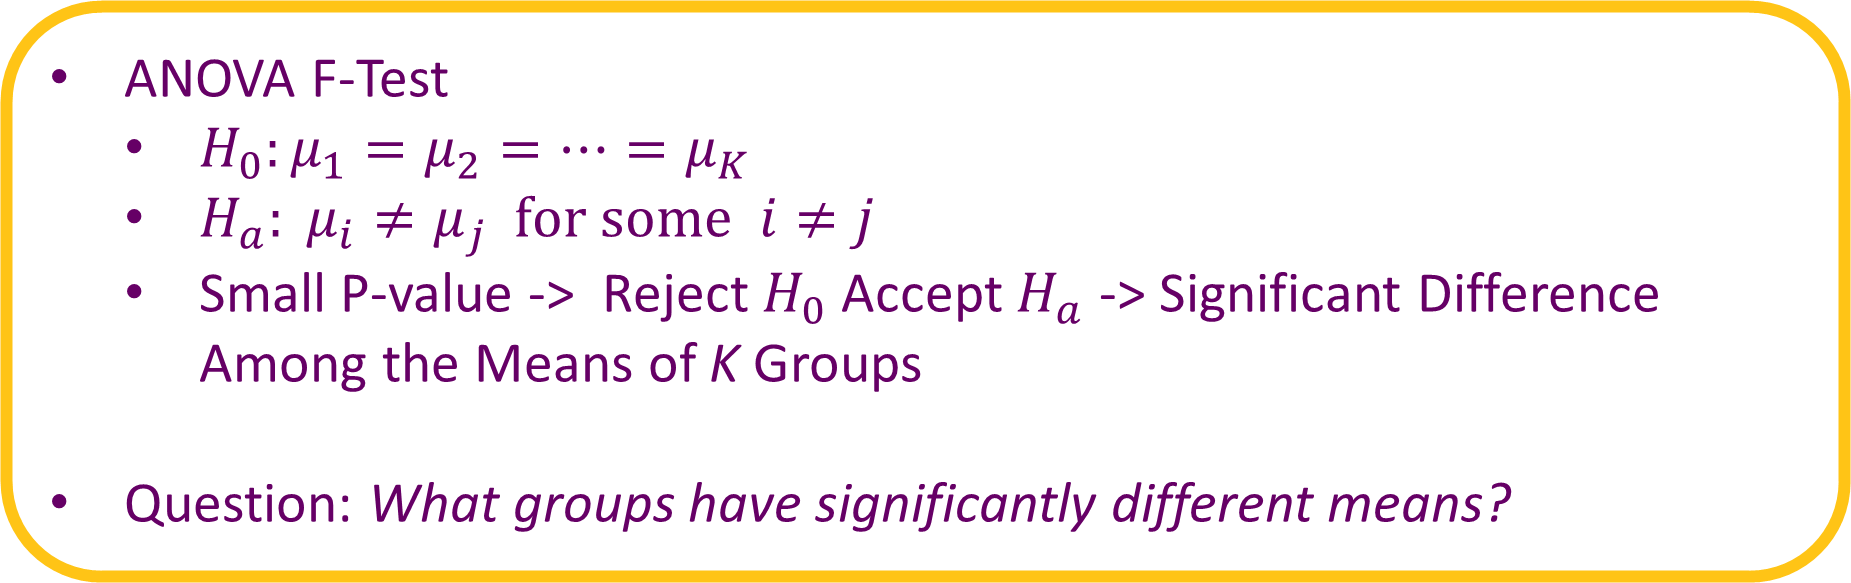 • ANOVA F-Test
• H₀: μ₁ = μ₂ = ⋯ = μ_K
• Hₐ: μᵢ ≠ μⱼ for some i ≠ j
• Small P-value -> Reject H₀ Accept Hₐ -> Significant Difference
Among the Means of K Groups
• Question: What groups have significantly different means?